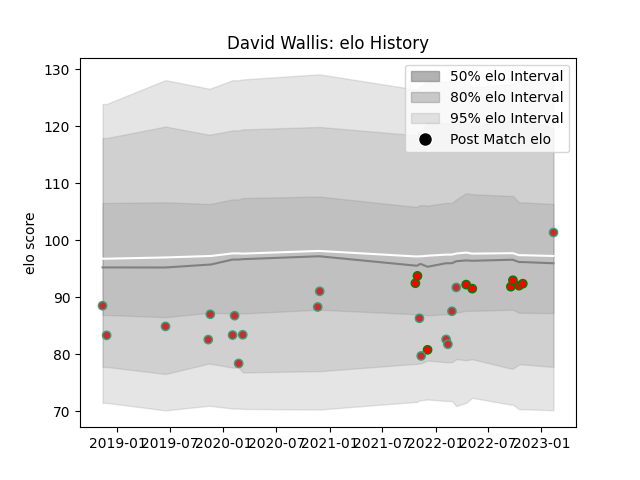 David Wallis: elo History
50% elo Interval
80% elo Interval
95% elo Interval
Post Match elo
elo score
130
120
110
100
90
80
70
2019-01 2019-07 2020-01 2020-07 2021-01 2021-07 2022-01 2022-07 2023-01